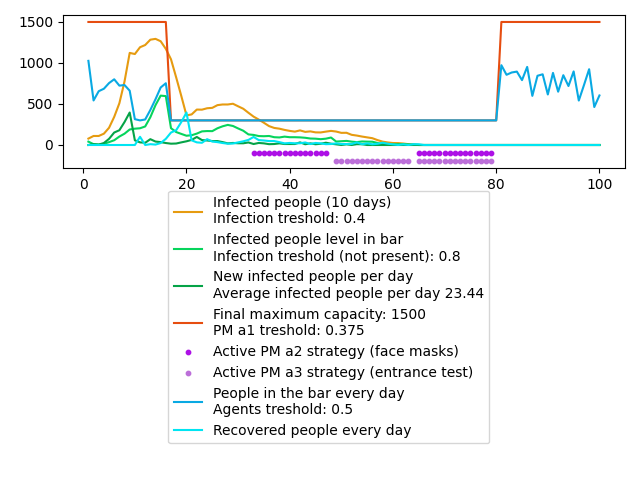 1500
1000
500
0
0 20 40 60 80 100
Infected people (10 days)
Infection treshold: 0.4
Infected people level in bar
Infection treshold (not present): 0.8
New infected people per day
Average infected people per day 23.44
Final maximum capacity: 1500
PM a1 treshold: 0.375
Active PM a2 strategy (face masks)
Active PM a3 strategy (entrance test)
People in the bar every day
Agents treshold: 0.5
Recovered people every day